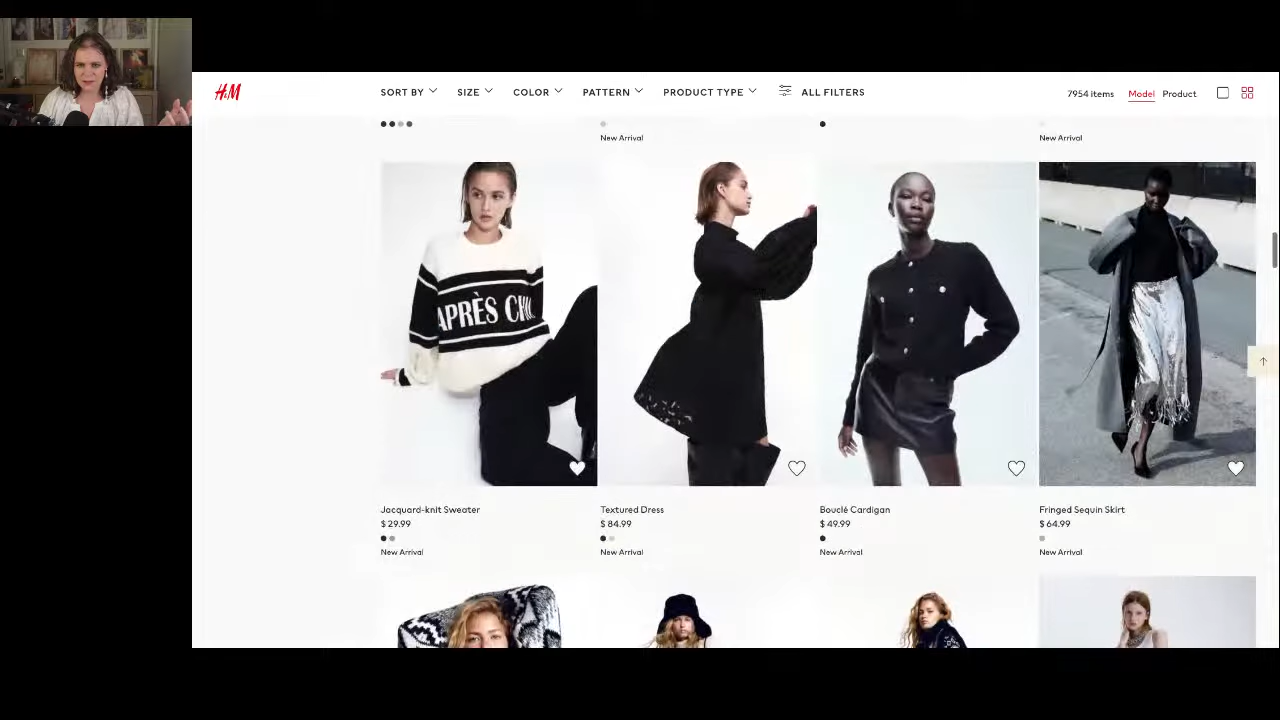 H&M
SORT BY
SIZE
COLOR
PATTERN
PRODUCT TYPE
ALL FILTERS
7954 items
Model
Product
New Arrival
New Arrival
APRÈS
Jacquard-knit Sweater
$ 29.99
New Arrival
Textured Dress
$ 84.99
New Arrival
Bouclé Cardigan
$ 49.99
New Arrival
Fringed Sequin Skirt
$ 64.99
New Arrival